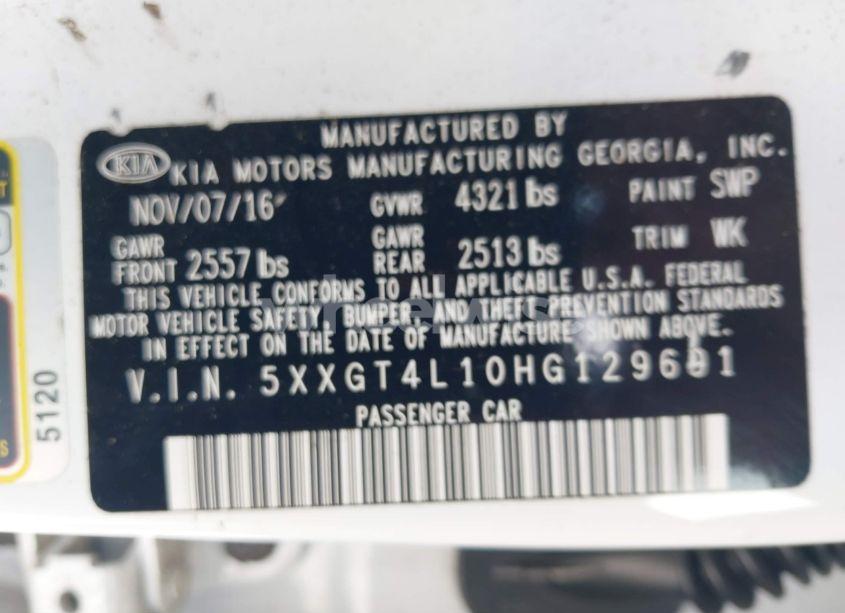 MANUFACTURED BY
KIA KIA MOTORS MANUFACTURING GEORGIA, INC.
NOV/07/16 GVWR 4321 lbs PAINT SWP
GAWR FRONT 2557 lbs GAWR REAR 2513 lbs TRIM WK
THIS VEHICLE CONFORMS TO ALL APPLICABLE U.S.A. FEDERAL
MOTOR VEHICLE SAFETY, BUMPER, AND THEFT PREVENTION STANDARDS
IN EFFECT ON THE DATE OF MANUFACTURE SHOWN ABOVE.
V.I.N. 5XXGT4L10HG129691
PASSENGER CAR
5120